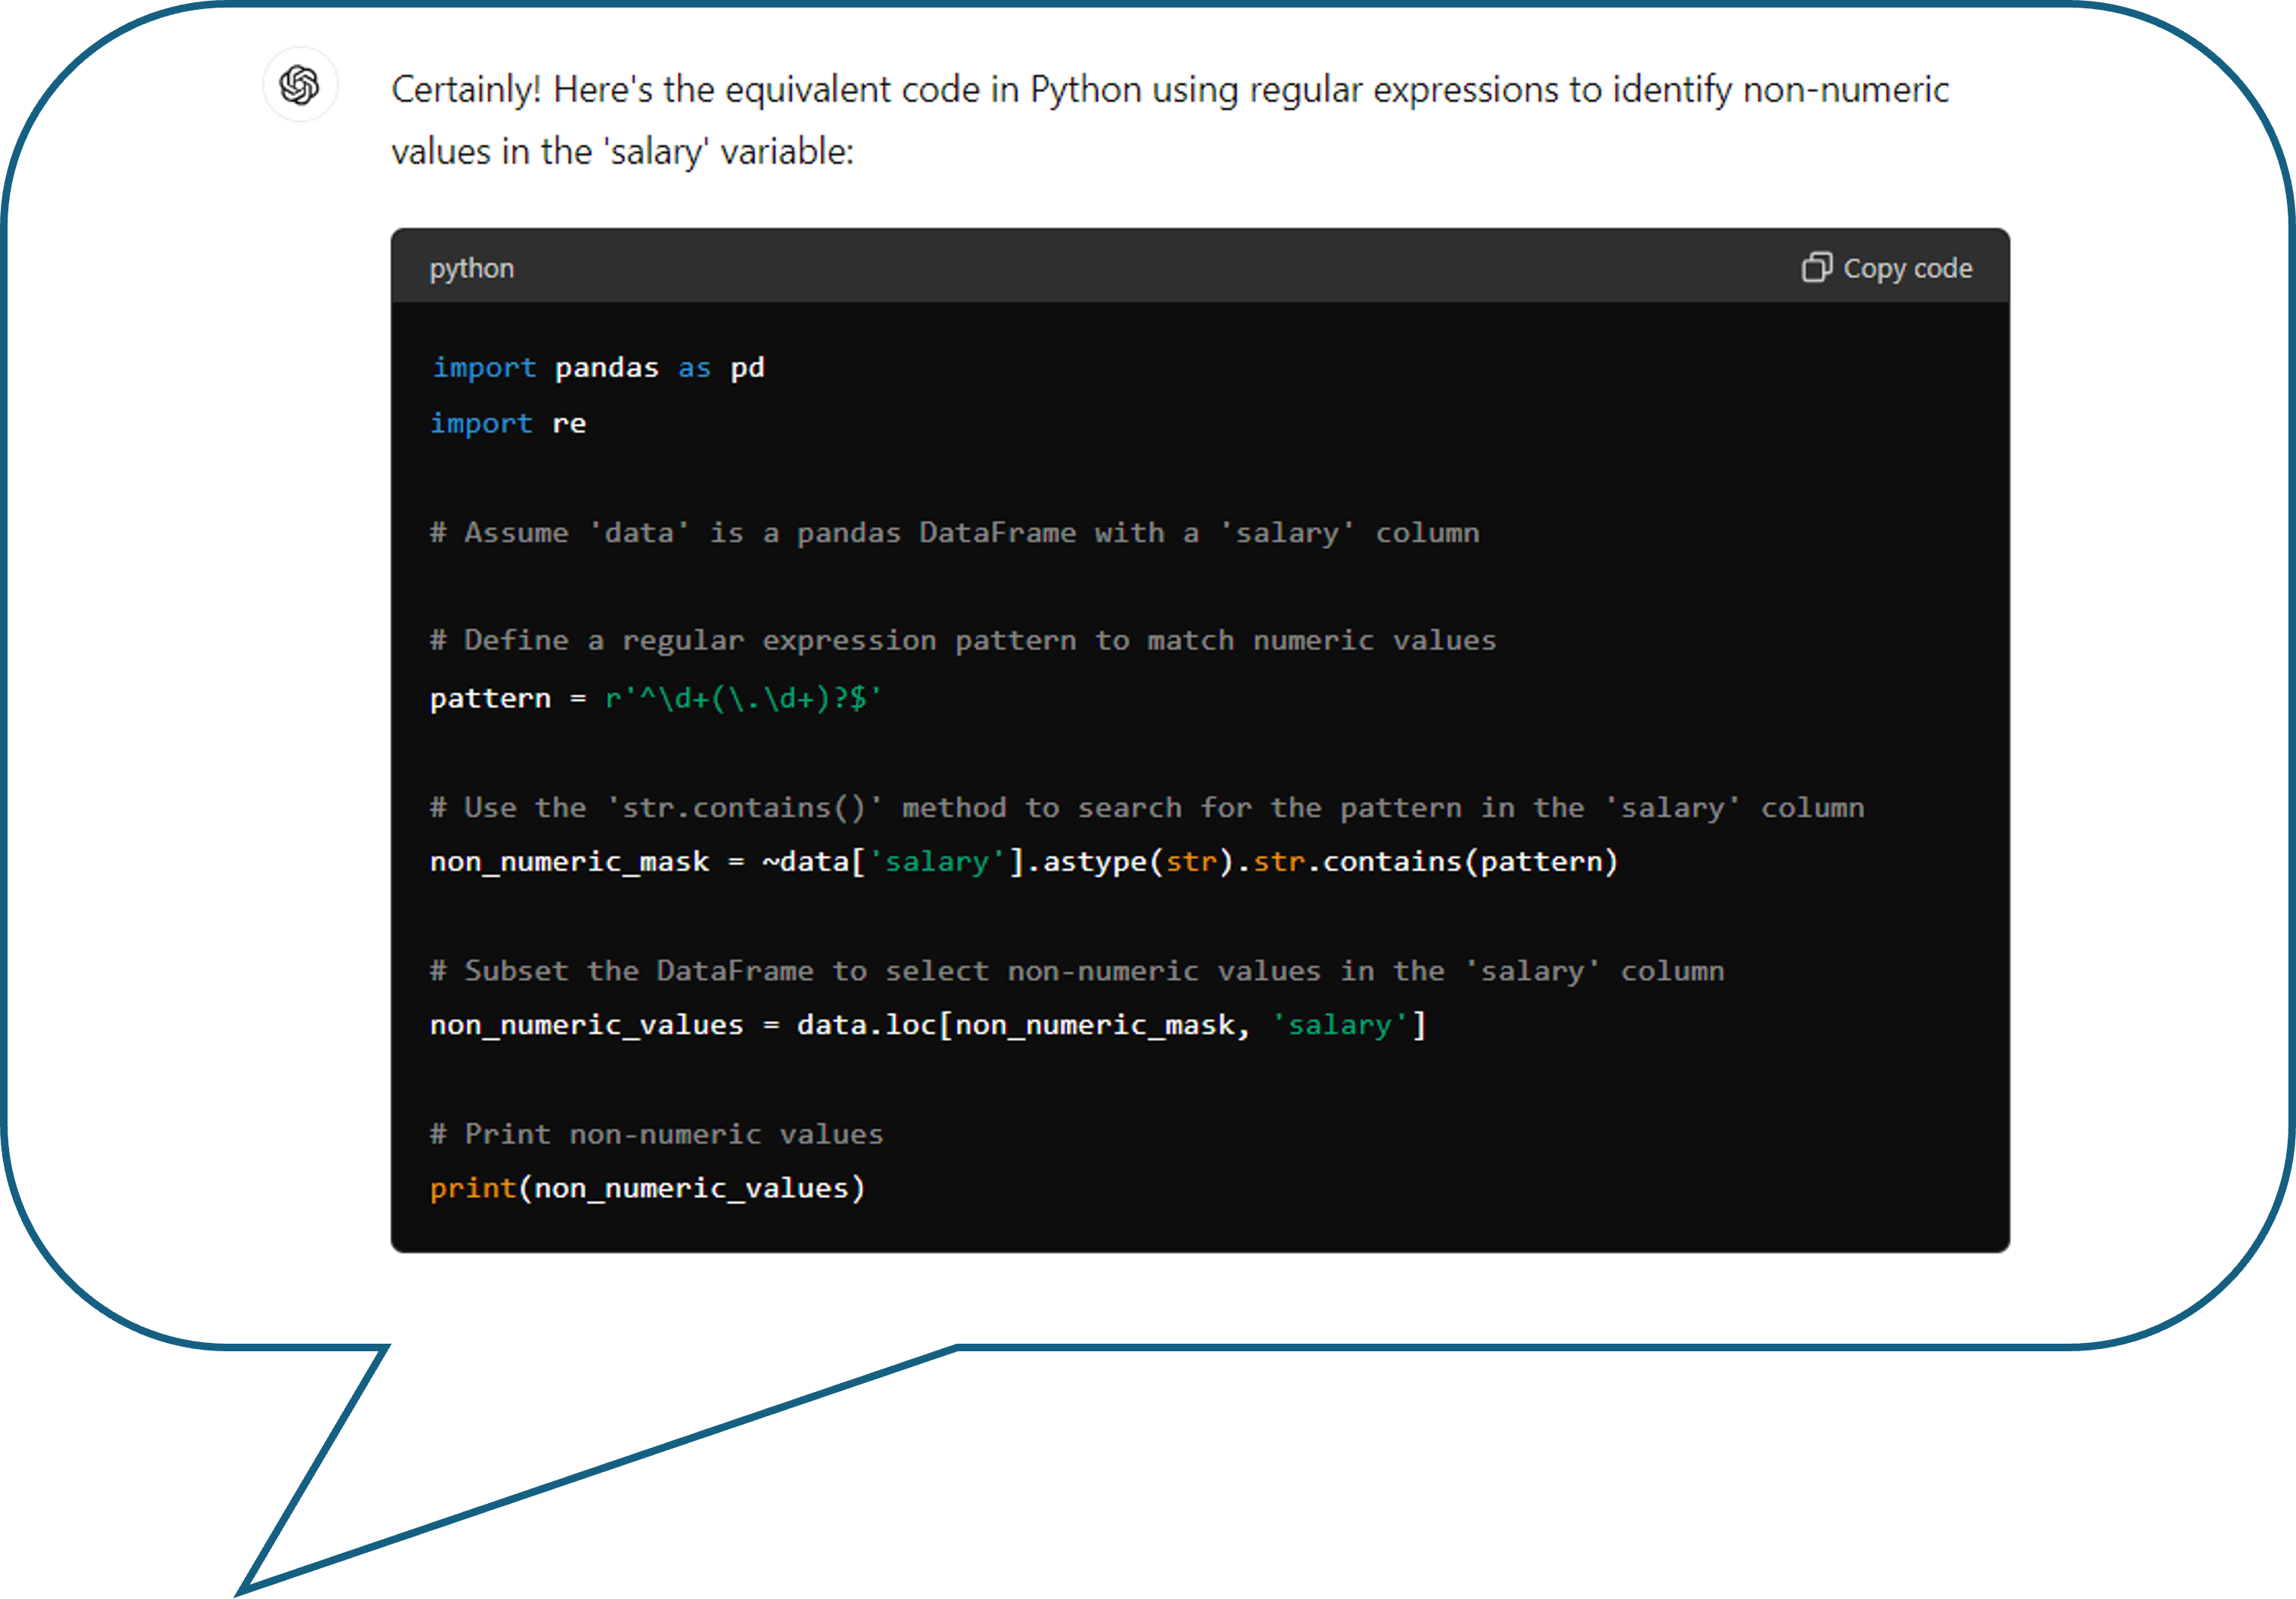 Certainly! Here's the equivalent code in Python using regular expressions to identify non-numeric
values in the 'salary' variable:
python
Copy code
import pandas as pd
import re
# Assume 'data' is a pandas DataFrame with a 'salary' column
# Define a regular expression pattern to match numeric values
pattern = r'^\d+(\.\d+)?$'
# Use the 'str.contains()' method to search for the pattern in the 'salary' column
non_numeric_mask = ~data['salary'].astype(str).str.contains(pattern)
# Subset the DataFrame to select non-numeric values in the 'salary' column
non_numeric_values = data.loc[non_numeric_mask, 'salary']
# Print non-numeric values
print(non_numeric_values)